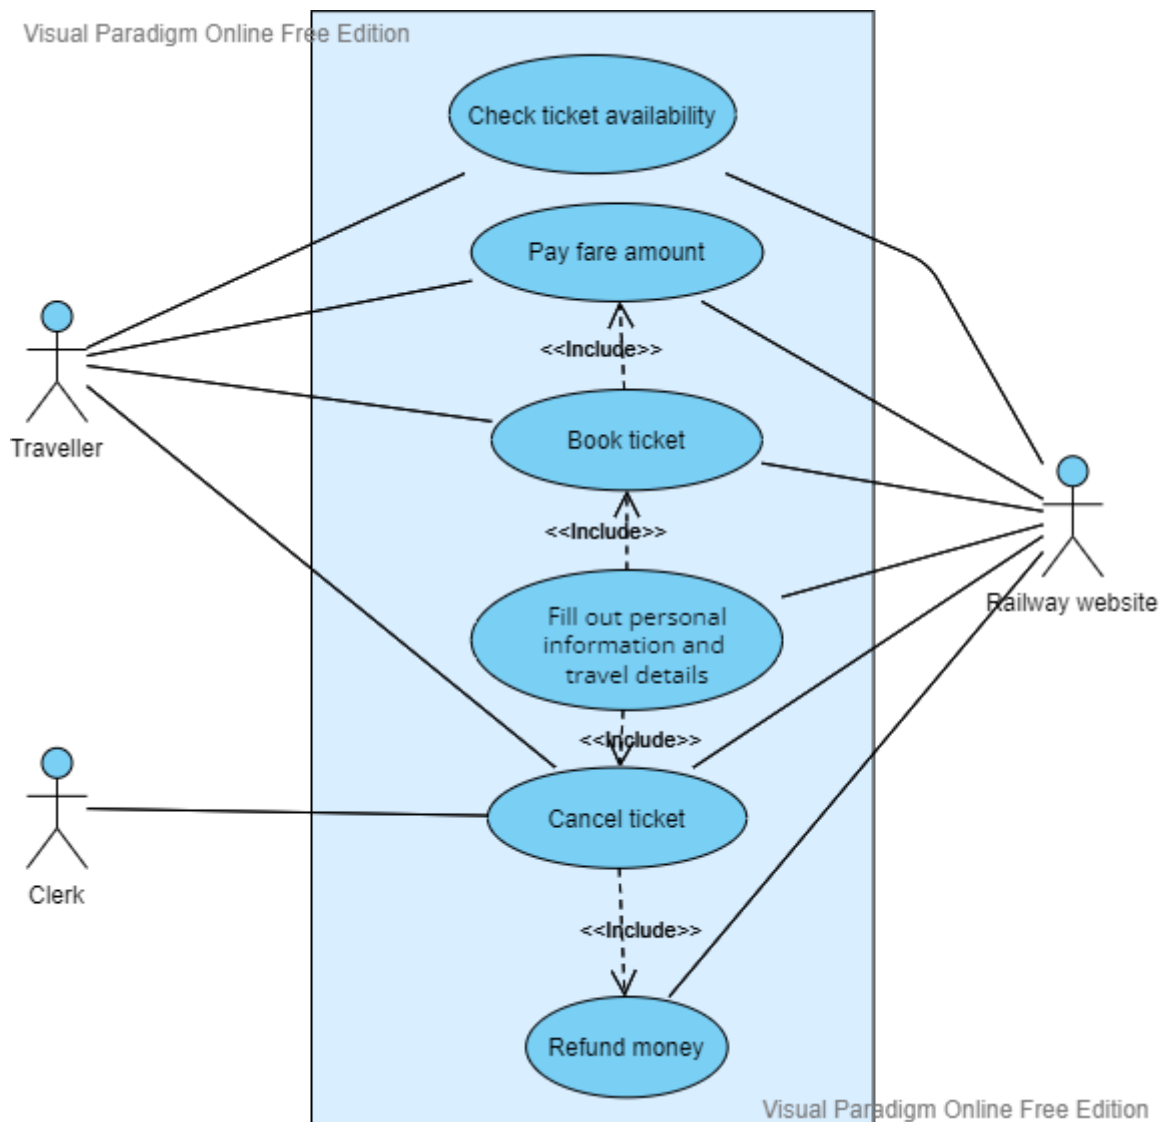 Visual Paradigm Online Free Edition
Check ticket availability
Pay fare amount
<<Include>>
Book ticket
Traveller
<<Include>>
Railway website
Fill out personal
information and
travel details
<<Include>>
Cancel ticket
Clerk
<<Include>>
Refund money
Visual Paradigm Online Free Edition